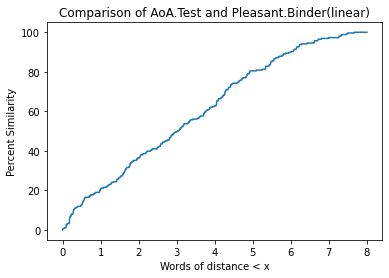 Comparison of AoA.Test and Pleasant.Binder(linear)
Percent Similarity
100
80
60
40
20
0
0 1 2 3 4 5 6 7 8
Words of distance < x